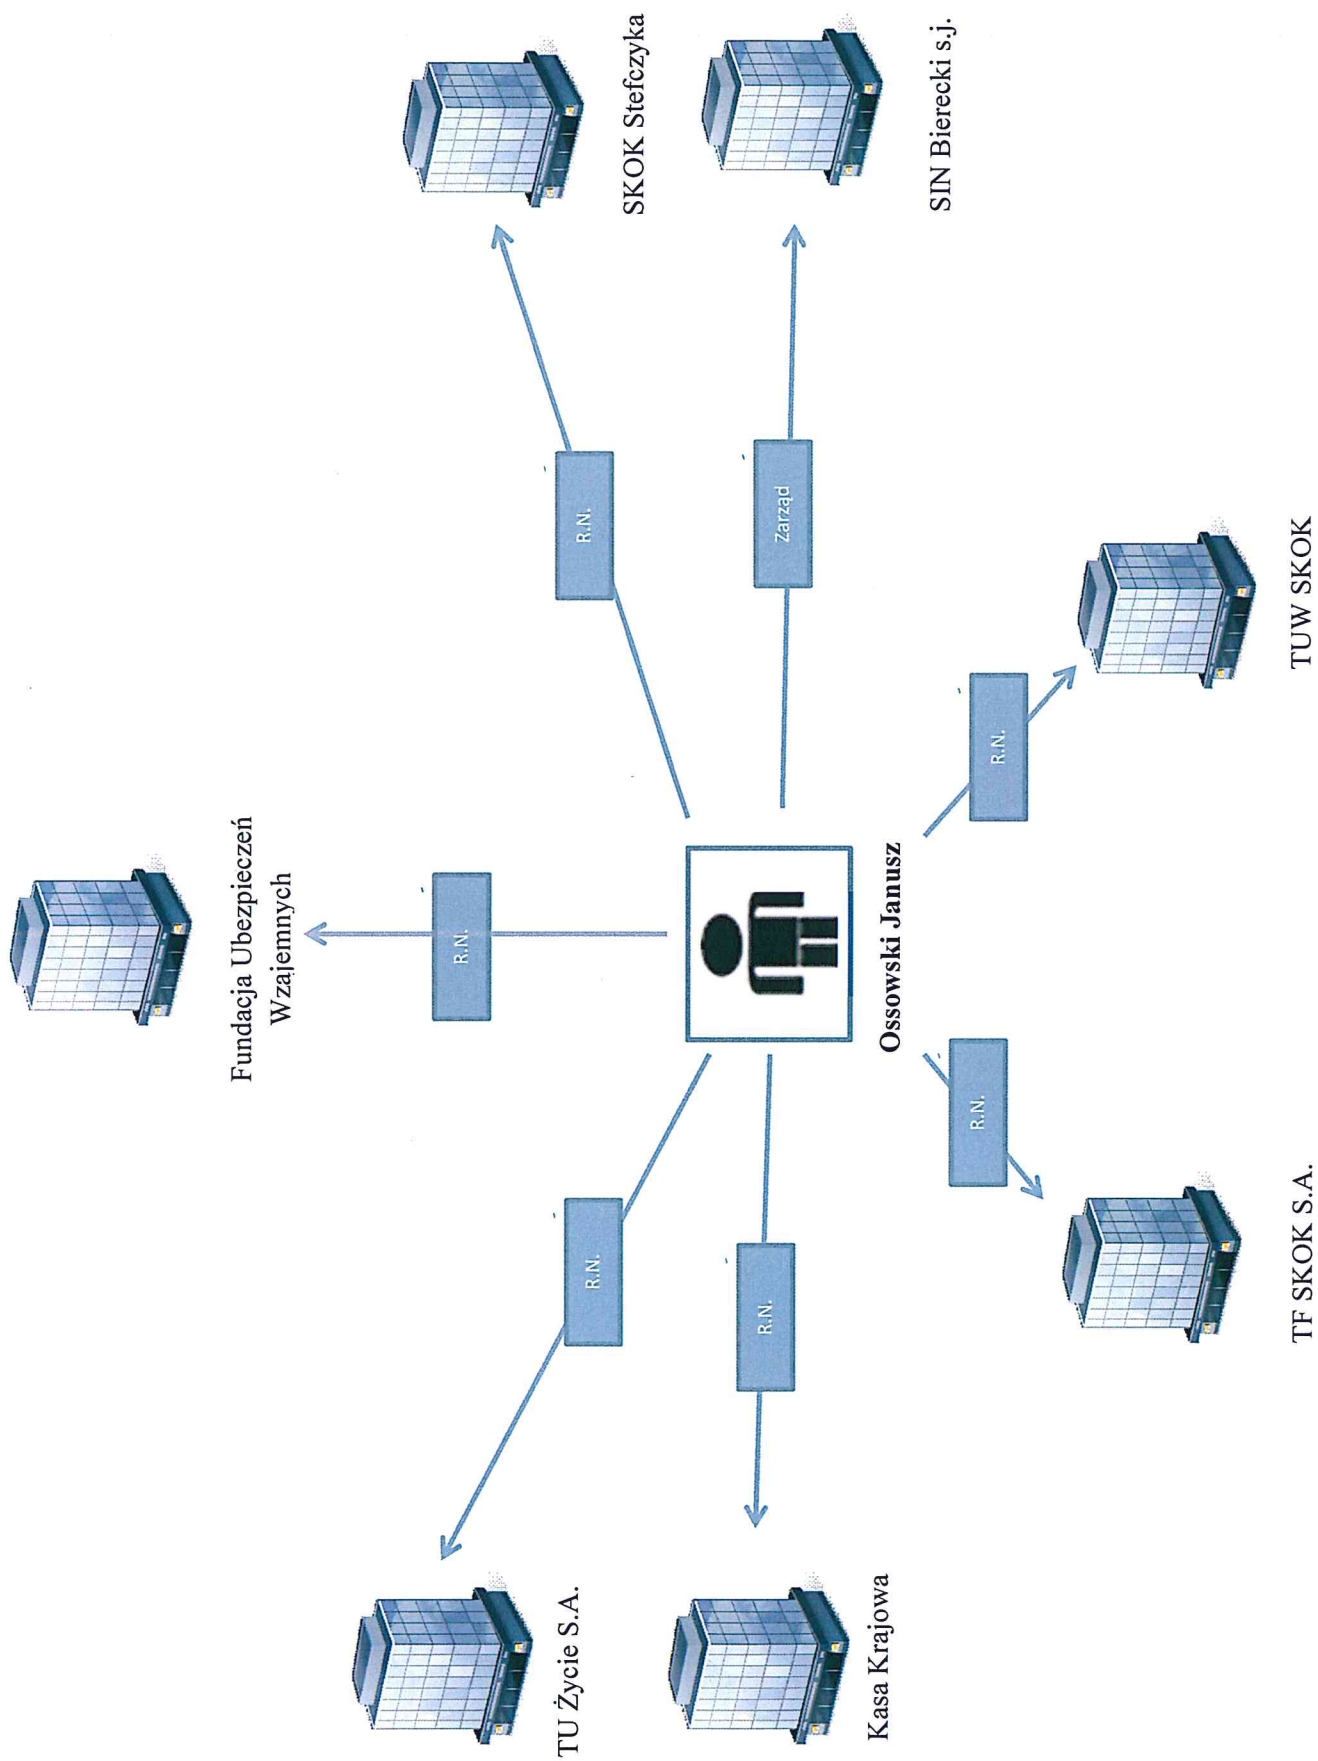 Fundacja Ubezpieczeń
Wzajemnych
R.N.
TU Życie S.A.
R.N.
R.N.
SKOK Stefczyka
Kasa Krajowa
R.N.
Zarząd
SIN Bierecki s.j.
Ossowski Janusz
R.N.
R.N.
TF SKOK S.A.
TUW SKOK